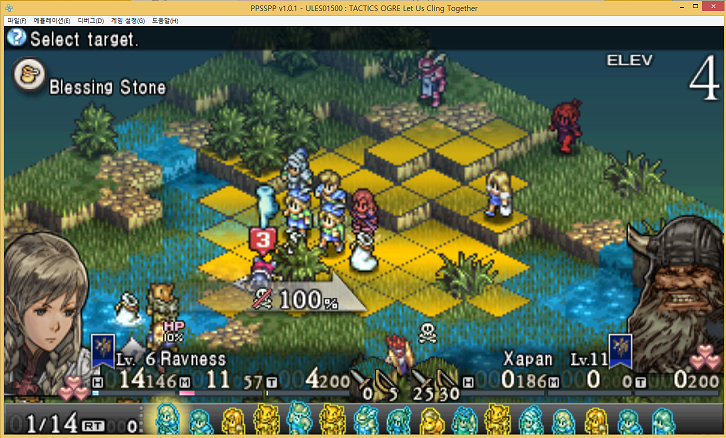 PPSSPP v1.0.1 - ULES01500 : TACTICS OGRE Let Us Cling Together
파일(F) 에뮬레이션(E) 디버그(D) 게임 설정(G) 도움말(H)
Select target.
ELEV 4
Blessing Stone
3
100%
HP
10%
Lv. 6 Ravness
Xapan Lv.11
H 14146 M 11 57 T 4200
0 5 25 30
H 0186 M 0 0 T 0200
1/14 RT 0